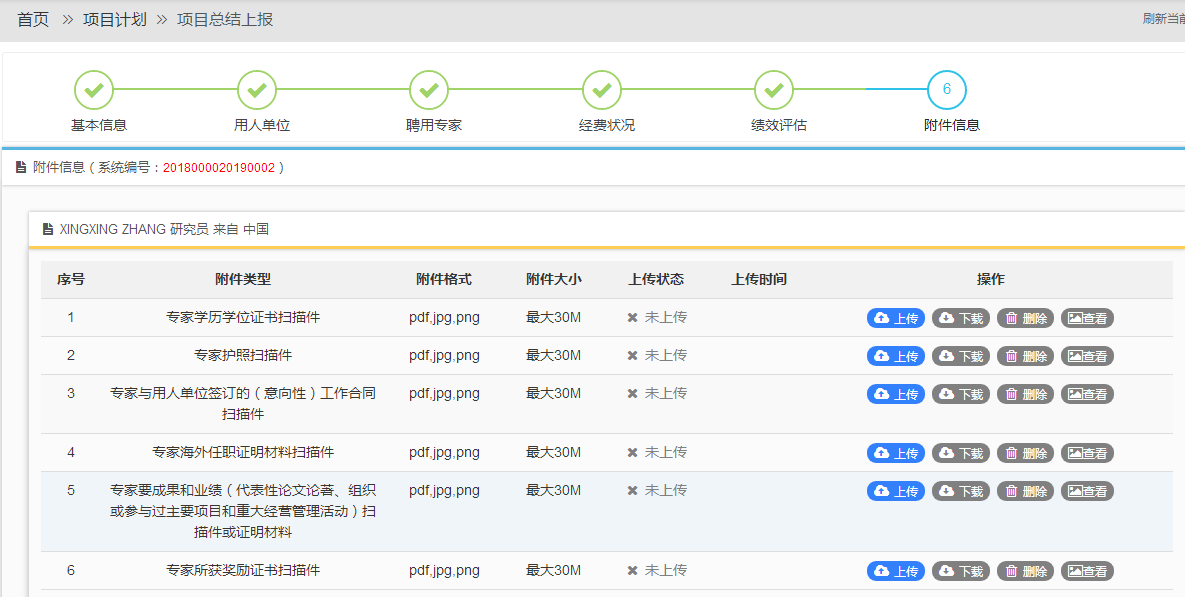 首页 » 项目计划 » 项目总结上报
刷新当前
6
基本信息 用人单位 聘用专家 经费状况 绩效评估 附件信息
附件信息（系统编号：2018000020190002）
XINGXING ZHANG 研究员 来自 中国
序号 附件类型 附件格式 附件大小 上传状态 上传时间 操作
1 专家学历学位证书扫描件 pdf,jpg,png 最大30M 未上传 上传 下载 删除 查看
2 专家护照扫描件 pdf,jpg,png 最大30M 未上传 上传 下载 删除 查看
3 专家与用人单位签订的（意向性）工作合同 pdf,jpg,png 最大30M 未上传 上传 下载 删除 查看
扫描件
4 专家海外任职证明材料扫描件 pdf,jpg,png 最大30M 未上传 上传 下载 删除 查看
5 专家要成果和业绩（代表性论文论著、组织 pdf,jpg,png 最大30M 未上传 上传 下载 删除 查看
或参与过主要项目和重大经营管理活动）扫
描件或证明材料
6 专家所获奖励证书扫描件 pdf,jpg,png 最大30M 未上传 上传 下载 删除 查看